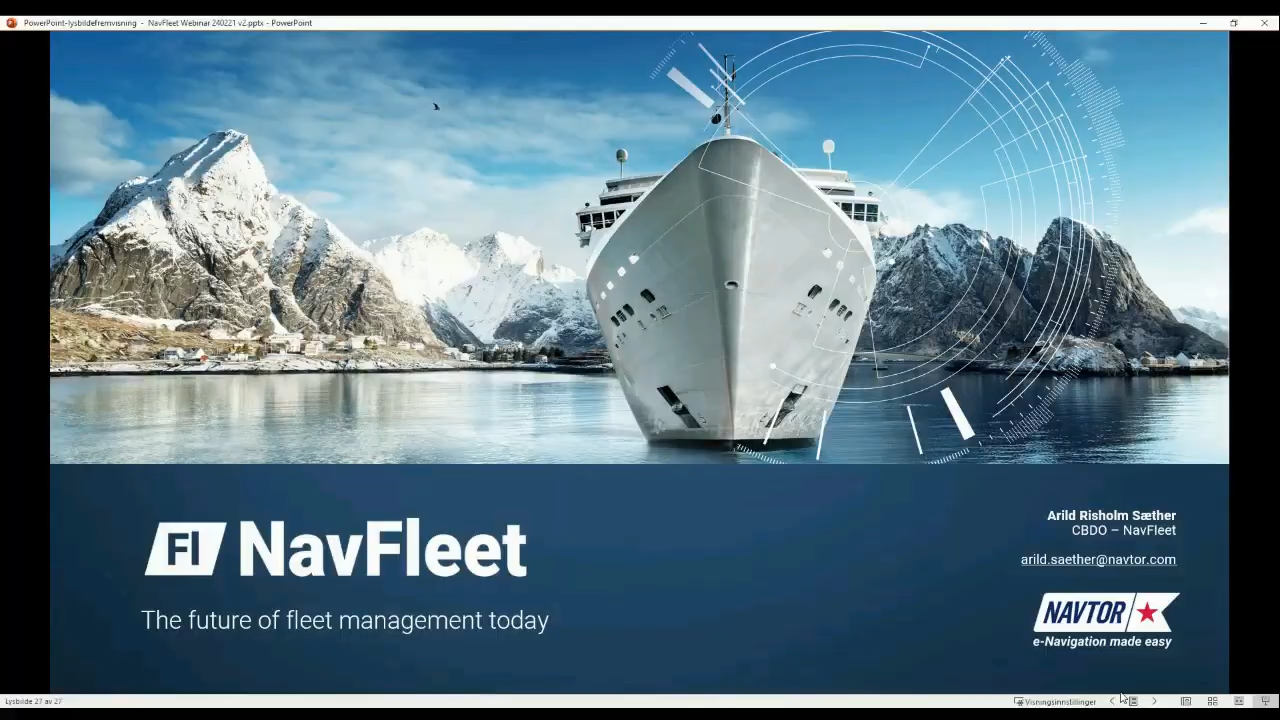 PowerPoint-lysbildefremvisning - NavFleet Webinar 240221 v2.pptx - PowerPoint
Fl NavFleet
The future of fleet management today
Arild Risholm Sæther
CBDO – NavFleet
arild.saether@navtor.com
NAVTOR
e-Navigation made easy
Lysbilde 27 av 27
Visningsinnstillinger